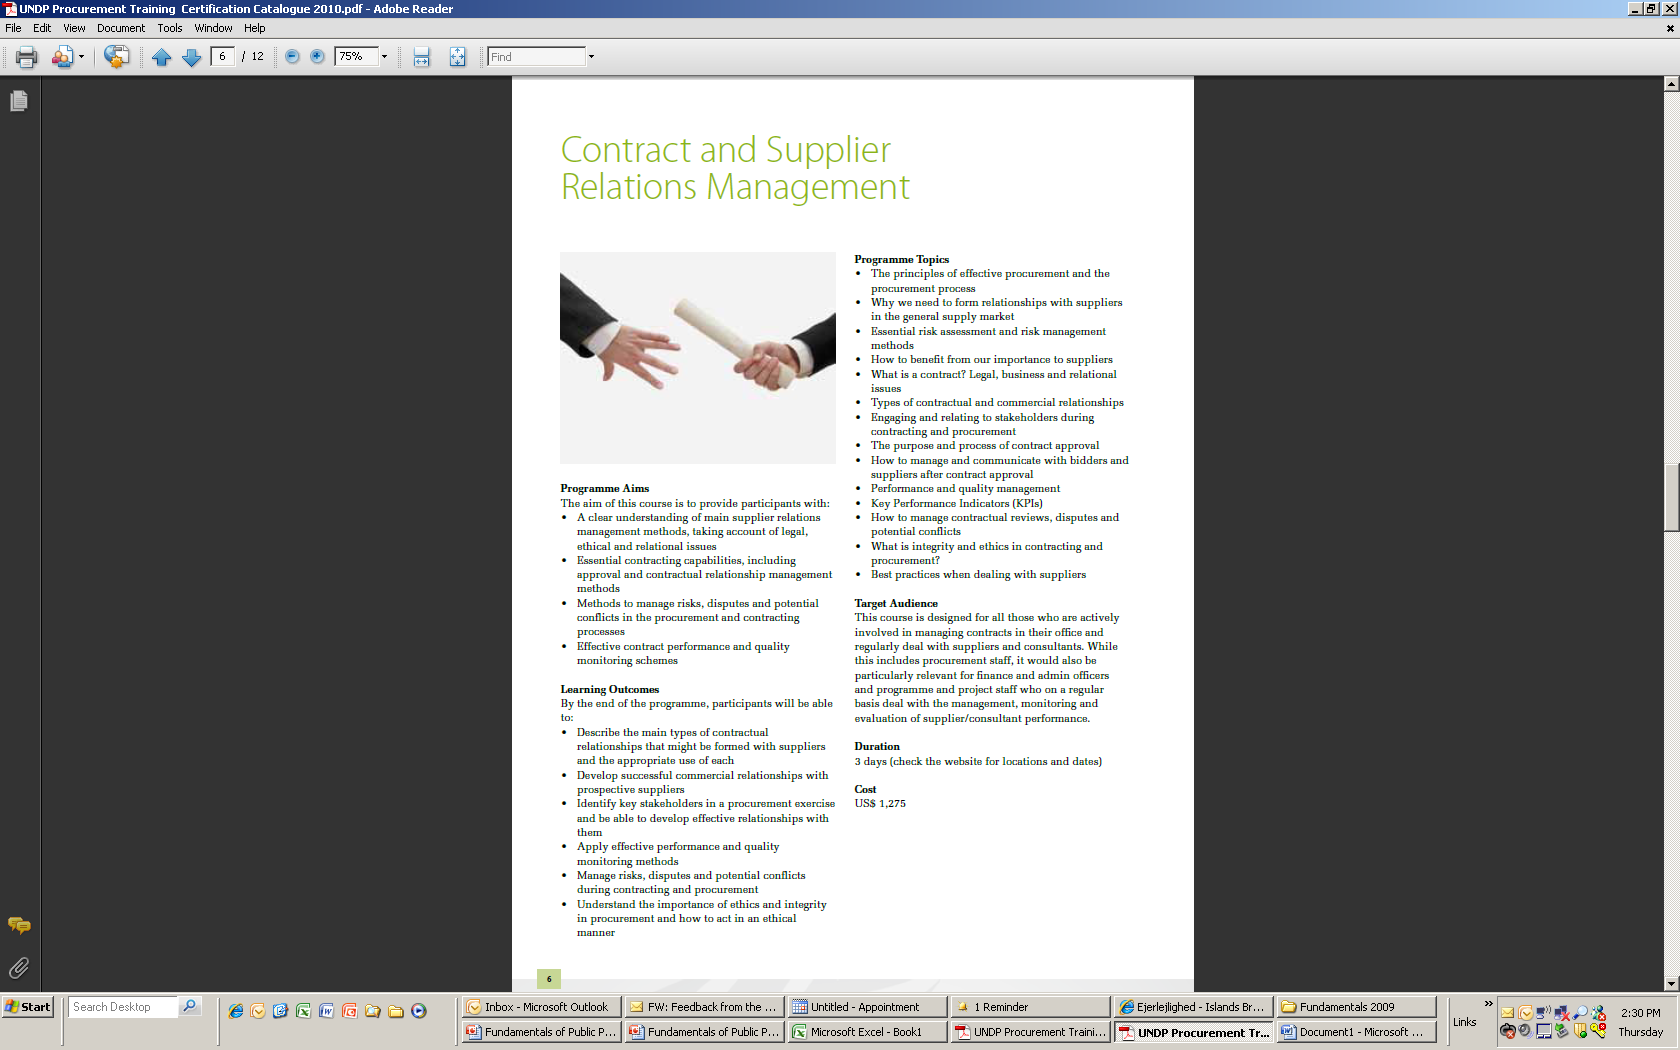 UNDP Procurement Training  Certification Catalogue 2010.pdf - Adobe Reader
File Edit View Document Tools Window Help
6 / 12 75% Find
Contract and Supplier
Relations Management
Programme Aims
The aim of this course is to provide participants with:
• A clear understanding of main supplier relations
management methods, taking account of legal,
ethical and relational issues
• Essential contracting capabilities, including
approval and contractual relationship management
methods
• Methods to manage risks, disputes and potential
conflicts in the procurement and contracting
processes
• Effective contract performance and quality
monitoring schemes
Learning Outcomes
By the end of the programme, participants will be able
to:
• Describe the main types of contractual
relationships that might be formed with suppliers
and the appropriate use of each
• Develop successful commercial relationships with
prospective suppliers
• Identify key stakeholders in a procurement exercise
and be able to develop effective relationships with
them
• Apply effective performance and quality
monitoring methods
• Manage risks, disputes and potential conflicts
during contracting and procurement
• Understand the importance of ethics and integrity
in procurement and how to act in an ethical
manner
Programme Topics
• The principles of effective procurement and the
procurement process
• Why we need to form relationships with suppliers
in the general supply market
• Essential risk assessment and risk management
methods
• How to benefit from our importance to suppliers
• What is a contract? Legal, business and relational
issues
• Types of contractual and commercial relationships
• Engaging and relating to stakeholders during
contracting and procurement
• The purpose and process of contract approval
• How to manage and communicate with bidders and
suppliers after contract approval
• Performance and quality management
• Key Performance Indicators (KPIs)
• How to manage contractual reviews, disputes and
potential conflicts
• What is integrity and ethics in contracting and
procurement?
• Best practices when dealing with suppliers
Target Audience
This course is designed for all those who are actively
involved in managing contracts in their office and
regularly deal with suppliers and consultants. While
this includes procurement staff, it would also be
particularly relevant for finance and admin officers
and programme and project staff who on a regular
basis deal with the management, monitoring and
evaluation of supplier/consultant performance.
Duration
3 days (check the website for locations and dates)
Cost
US$ 1,275
6
Start Search Desktop
Inbox - Microsoft Outlook FW: Feedback from the ... Untitled - Appointment 1 Reminder Ejerlejlighed - Islands Br... Fundamentals 2009
Fundamentals of Public P... Fundamentals of Public P... Microsoft Excel - Book1 UNDP Procurement Traini... UNDP Procurement Tr... Document1 - Microsoft ...
Links »
2:30 PM
Thursday